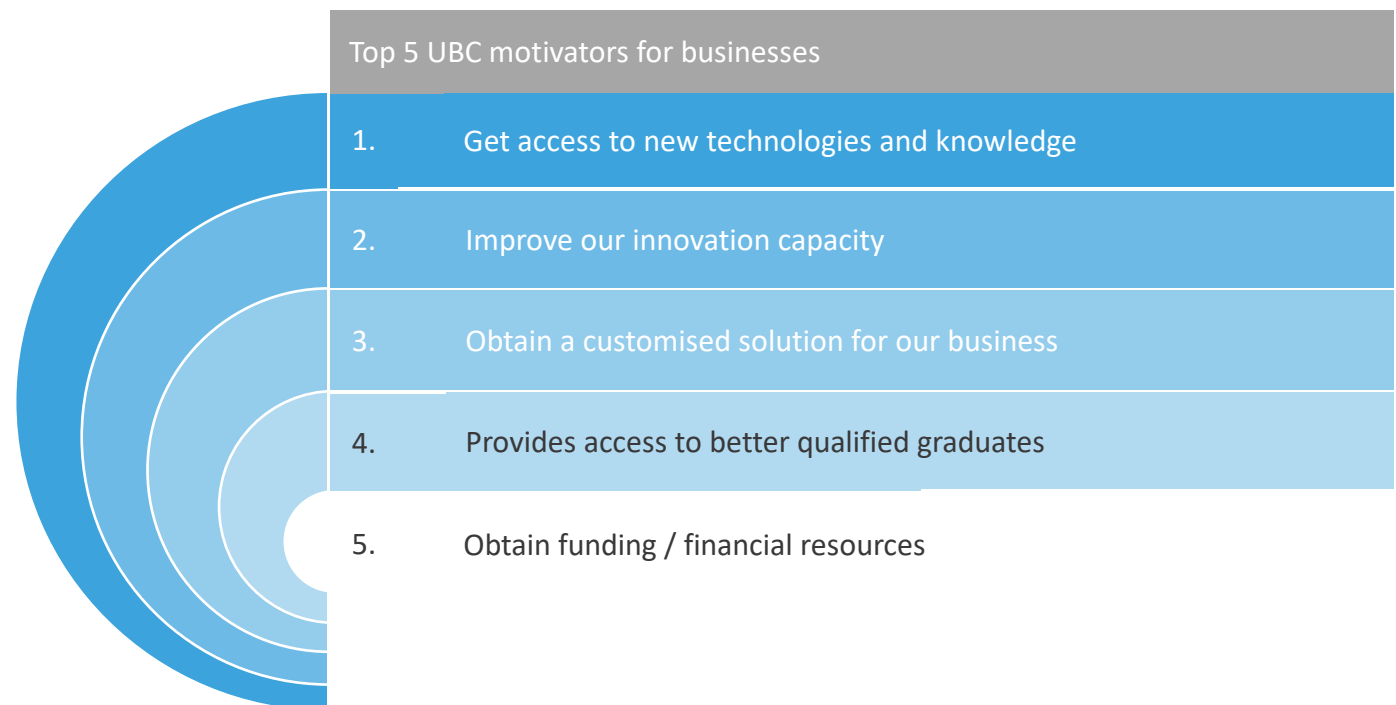 Top 5 UBC motivators for businesses
1. Get access to new technologies and knowledge
2. Improve our innovation capacity
3. Obtain a customised solution for our business
4. Provides access to better qualified graduates
5. Obtain funding / financial resources